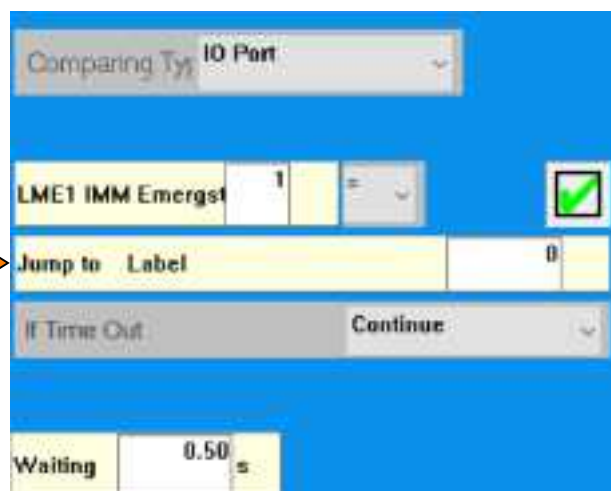 Comparing Typ IO Port
LME1 IMM Emergst 1 =
Jump to Label 0
If Time Out Continue
Waiting 0.50 s